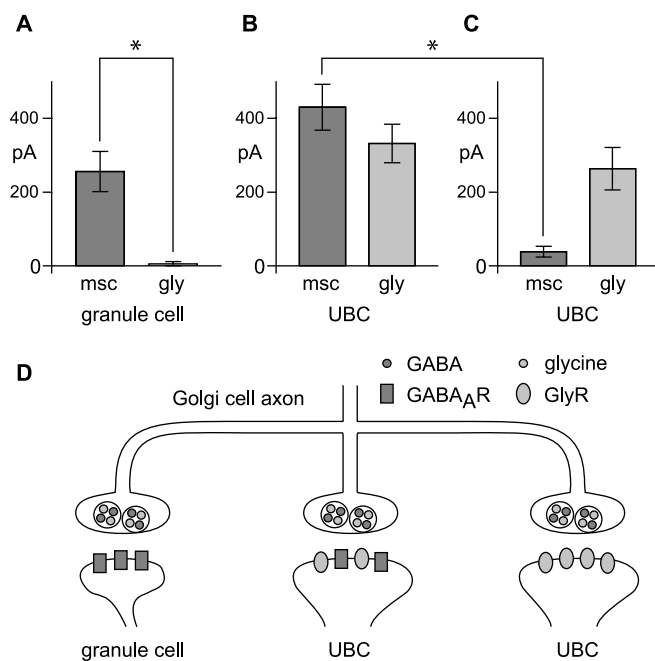 A
*
400
pA
200
0
msc gly
granule cell
B
*
400
pA
200
0
msc gly
UBC
C
400
pA
200
0
msc gly
UBC
D
GABA glycine
GABAAR GlyR
Golgi cell axon
granule cell UBC UBC